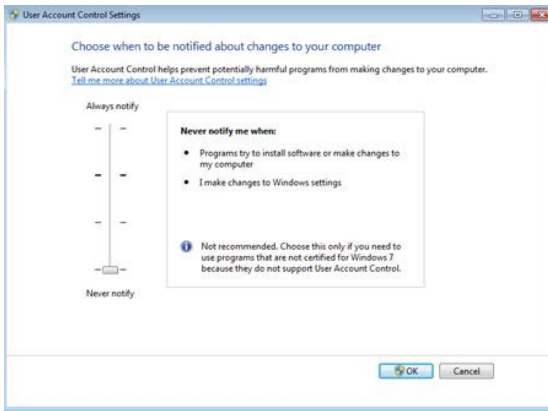 User Account Control Settings
Choose when to be notified about changes to your computer
User Account Control helps prevent potentially harmful programs from making changes to your computer.
Tell me more about User Account Control settings
Always notify
Never notify me when:
Programs try to install software or make changes to
my computer
I make changes to Windows settings
Not recommended. Choose this only if you need to
use programs that are not certified for Windows 7
because they do not support User Account Control.
Never notify
OK Cancel